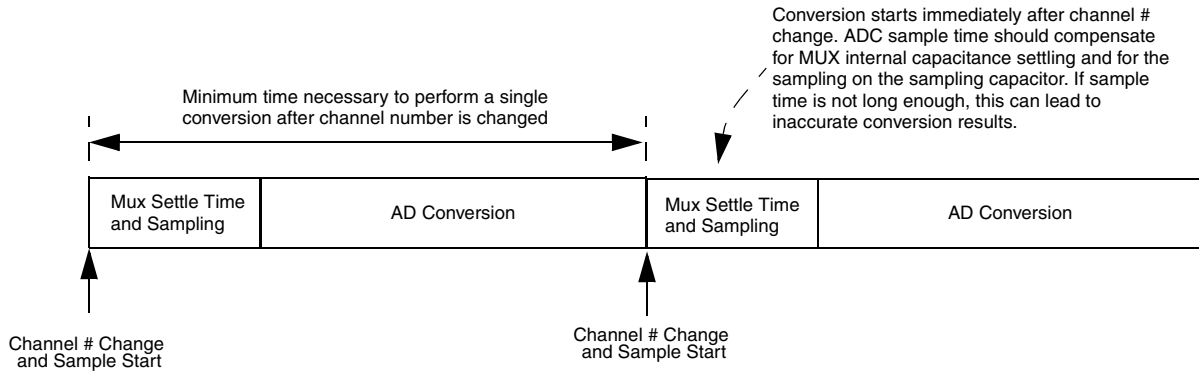 Conversion starts immediately after channel #
change. ADC sample time should compensate
for MUX internal capacitance settling and for the
sampling on the sampling capacitor. If sample
time is not long enough, this can lead to
inaccurate conversion results.
Minimum time necessary to perform a single
conversion after channel number is changed
Mux Settle Time
and Sampling
AD Conversion
Mux Settle Time
and Sampling
AD Conversion
Channel # Change
and Sample Start
Channel # Change
and Sample Start